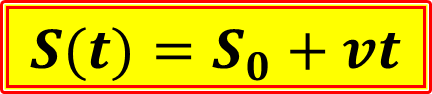 S(t) = S₀ + vt